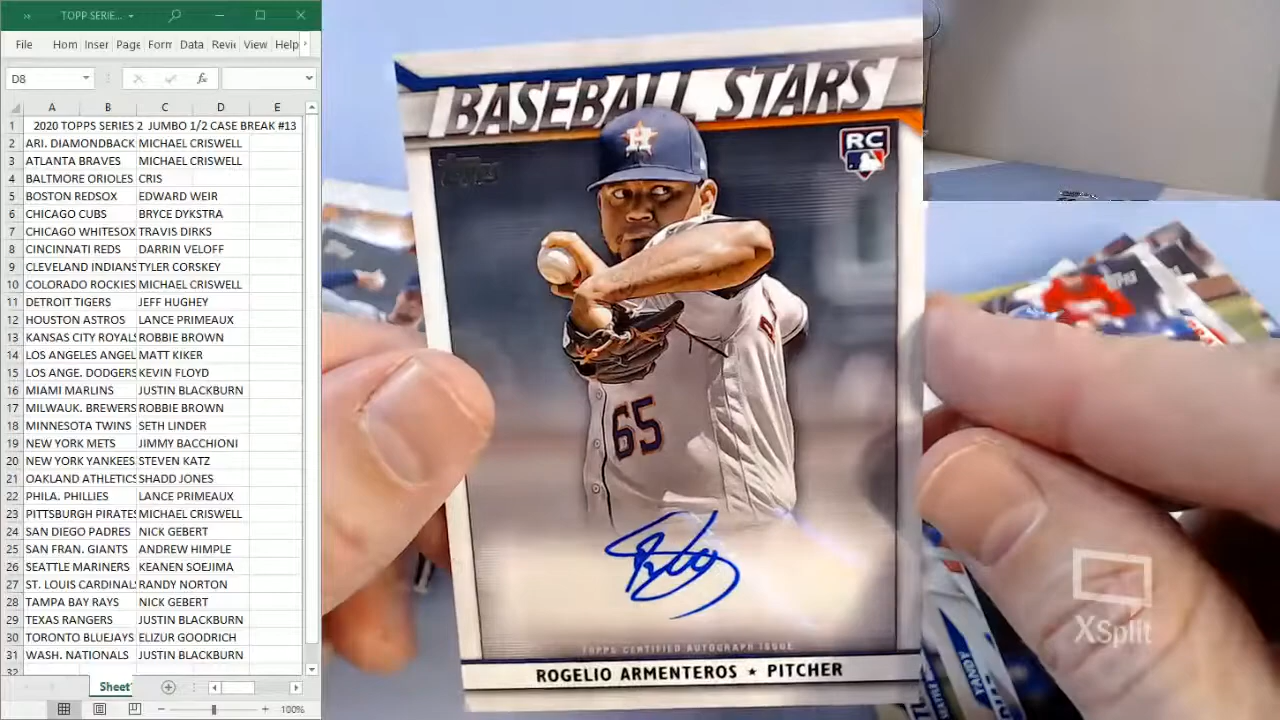 TOPP SERIE...
File Hom Inser Page Form Data Revi View Help
D8
fx
A B C D E
1 2020 TOPPS SERIES 2 JUMBO 1/2 CASE BREAK #13
2 ARI. DIAMONDBACK MICHAEL CRISWELL
3 ATLANTA BRAVES MICHAEL CRISWELL
4 BALTMORE ORIOLES CRIS
5 BOSTON REDSOX EDWARD WEIR
6 CHICAGO CUBS BRYCE DYKSTRA
7 CHICAGO WHITESOX TRAVIS DIRKS
8 CINCINNATI REDS DARRIN VELOFF
9 CLEVELAND INDIANS TYLER CORSKEY
10 COLORADO ROCKIES MICHAEL CRISWELL
11 DETROIT TIGERS JEFF HUGHEY
12 HOUSTON ASTROS LANCE PRIMEAUX
13 KANSAS CITY ROYALS ROBBIE BROWN
14 LOS ANGELES ANGEL MATT KIKER
15 LOS ANGE. DODGERS KEVIN FLOYD
16 MIAMI MARLINS JUSTIN BLACKBURN
17 MILWAUK. BREWERS ROBBIE BROWN
18 MINNESOTA TWINS SETH LINDER
19 NEW YORK METS JIMMY BACCHIONI
20 NEW YORK YANKEES STEVEN KATZ
21 OAKLAND ATHLETICS SHADD JONES
22 PHILA. PHILLIES LANCE PRIMEAUX
23 PITTSBURGH PIRATES MICHAEL CRISWELL
24 SAN DIEGO PADRES NICK GEBERT
25 SAN FRAN. GIANTS ANDREW HIMPLE
26 SEATTLE MARINERS KEANEN SOEJIMA
27 ST. LOUIS CARDINALS RANDY NORTON
28 TAMPA BAY RAYS NICK GEBERT
29 TEXAS RANGERS JUSTIN BLACKBURN
30 TORONTO BLUEJAYS ELIZUR GOODRICH
31 WASH. NATIONALS JUSTIN BLACKBURN
32
Sheet
100%
BASEBALL STARS
Topps
RC
H
65
TOPPS CERTIFIED AUTOGRAPH ISSUE
ROGELIO ARMENTEROS ★ PITCHER
XSplit